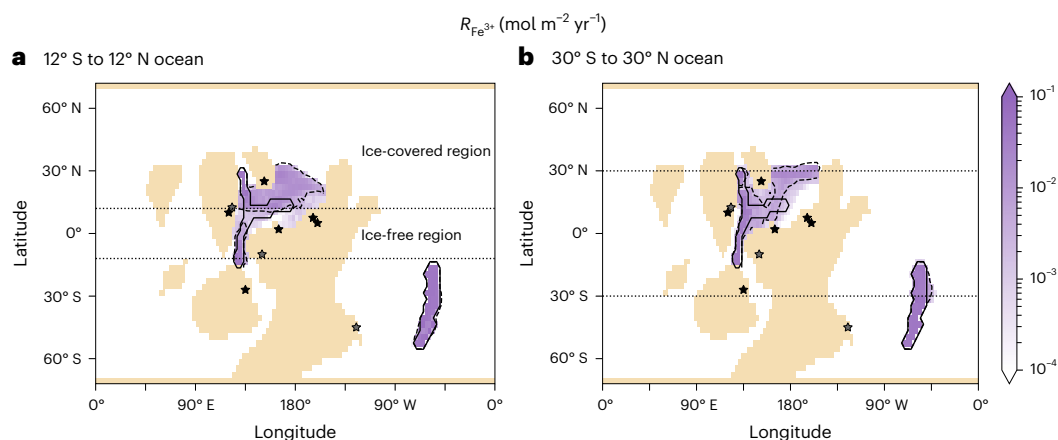 R_Fe³⁺ (mol m⁻² yr⁻¹)
a 12° S to 12° N ocean
b 30° S to 30° N ocean
60° N
30° N
0°
30° S
60° S
Latitude
Ice-covered region
Ice-free region
0° 90° E 180° 90° W 0°
Longitude
60° N
30° N
0°
30° S
60° S
Latitude
0° 90° E 180° 90° W 0°
Longitude
10⁻¹
10⁻²
10⁻³
10⁻⁴